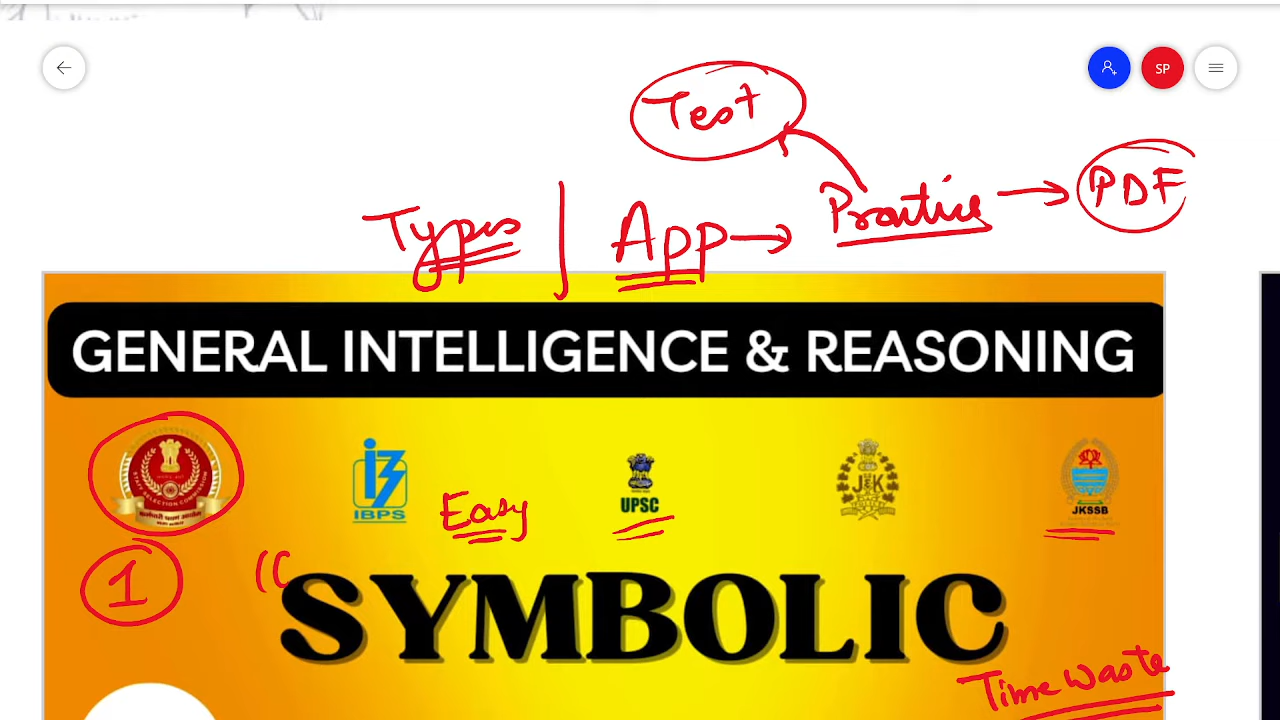 SP
Test
Types | App → Practice → PDF
GENERAL INTELLIGENCE & REASONING
IBPS
UPSC
J&K
JKSSB
Easy
1
SYMBOLIC
Time waste